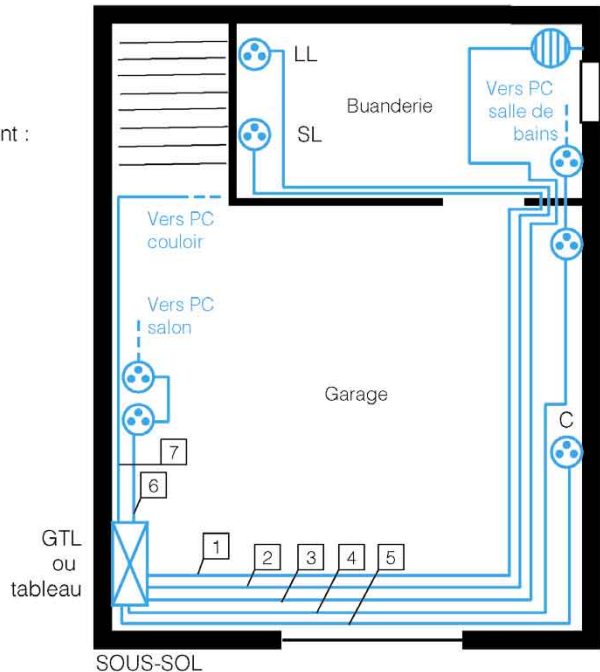 LL
Buanderie
Vers PC
salle de
bains
nt :
SL
Vers PC
couloir
Vers PC
salon
Garage
C
7
6
GTL
ou
tableau
1
2
3
4
5
SOUS-SOL